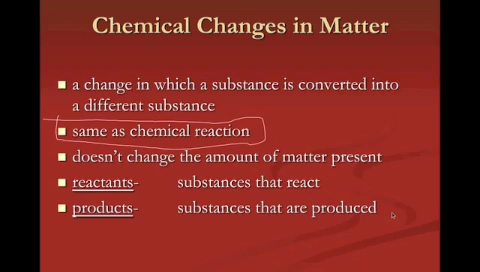 Chemical Changes in Matter
a change in which a substance is converted into
a different substance
same as chemical reaction
doesn't change the amount of matter present
reactants- substances that react
products- substances that are produced